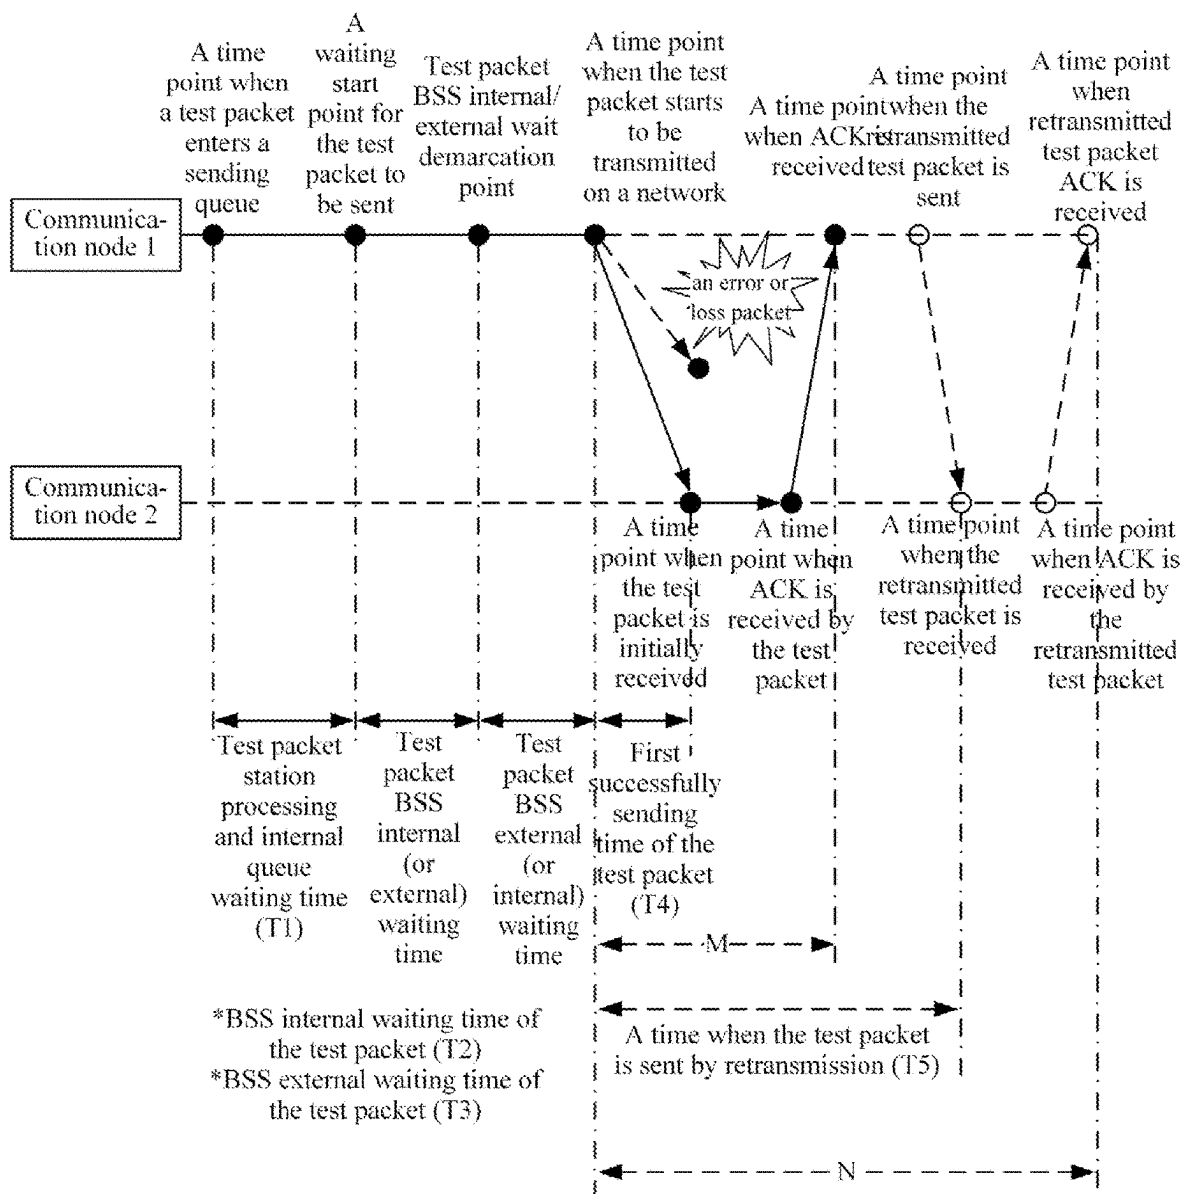 A time
point when
a test packet
enters a
sending
queue
A
waiting
start
point for
the test
packet to
be sent
Test packet
BSS internal/
external wait
demarcation
point
A time point
when the test
packet starts
to be
transmitted
on a network
A time point
when ACK is
received
A time point
when the
retransmitted
test packet is
sent
A time point
when
retransmitted
test packet
ACK is
received
Communica-
tion node 1
an error or
loss packet
Communica-
tion node 2
A time
point when
the test
packet is
initially
received
A time
point when
ACK is
received by
the test
packet
A time point
when the
retransmitted
test packet is
received
A time point
when ACK is
received by
the
retransmitted
test packet
Test packet
station
processing
and internal
queue
waiting time
(T1)
Test
packet
BSS
internal
(or
external)
waiting
time
Test
packet
BSS
external
(or
internal)
waiting
time
First
successfully
sending
time of the
test packet
(T4)
M
*BSS internal waiting time of
the test packet (T2)
*BSS external waiting time of
the test packet (T3)
A time when the test packet
is sent by retransmission (T5)
N